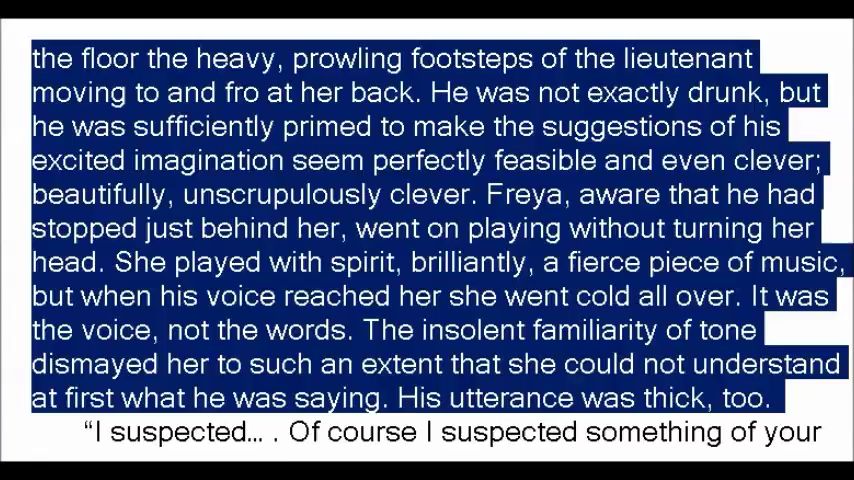 the floor the heavy, prowling footsteps of the lieutenant
moving to and fro at her back. He was not exactly drunk, but
he was sufficiently primed to make the suggestions of his
excited imagination seem perfectly feasible and even clever;
beautifully, unscrupulously clever. Freya, aware that he had
stopped just behind her, went on playing without turning her
head. She played with spirit, brilliantly, a fierce piece of music,
but when his voice reached her she went cold all over. It was
the voice, not the words. The insolent familiarity of tone
dismayed her to such an extent that she could not understand
at first what he was saying. His utterance was thick, too.
“I suspected... . Of course I suspected something of your